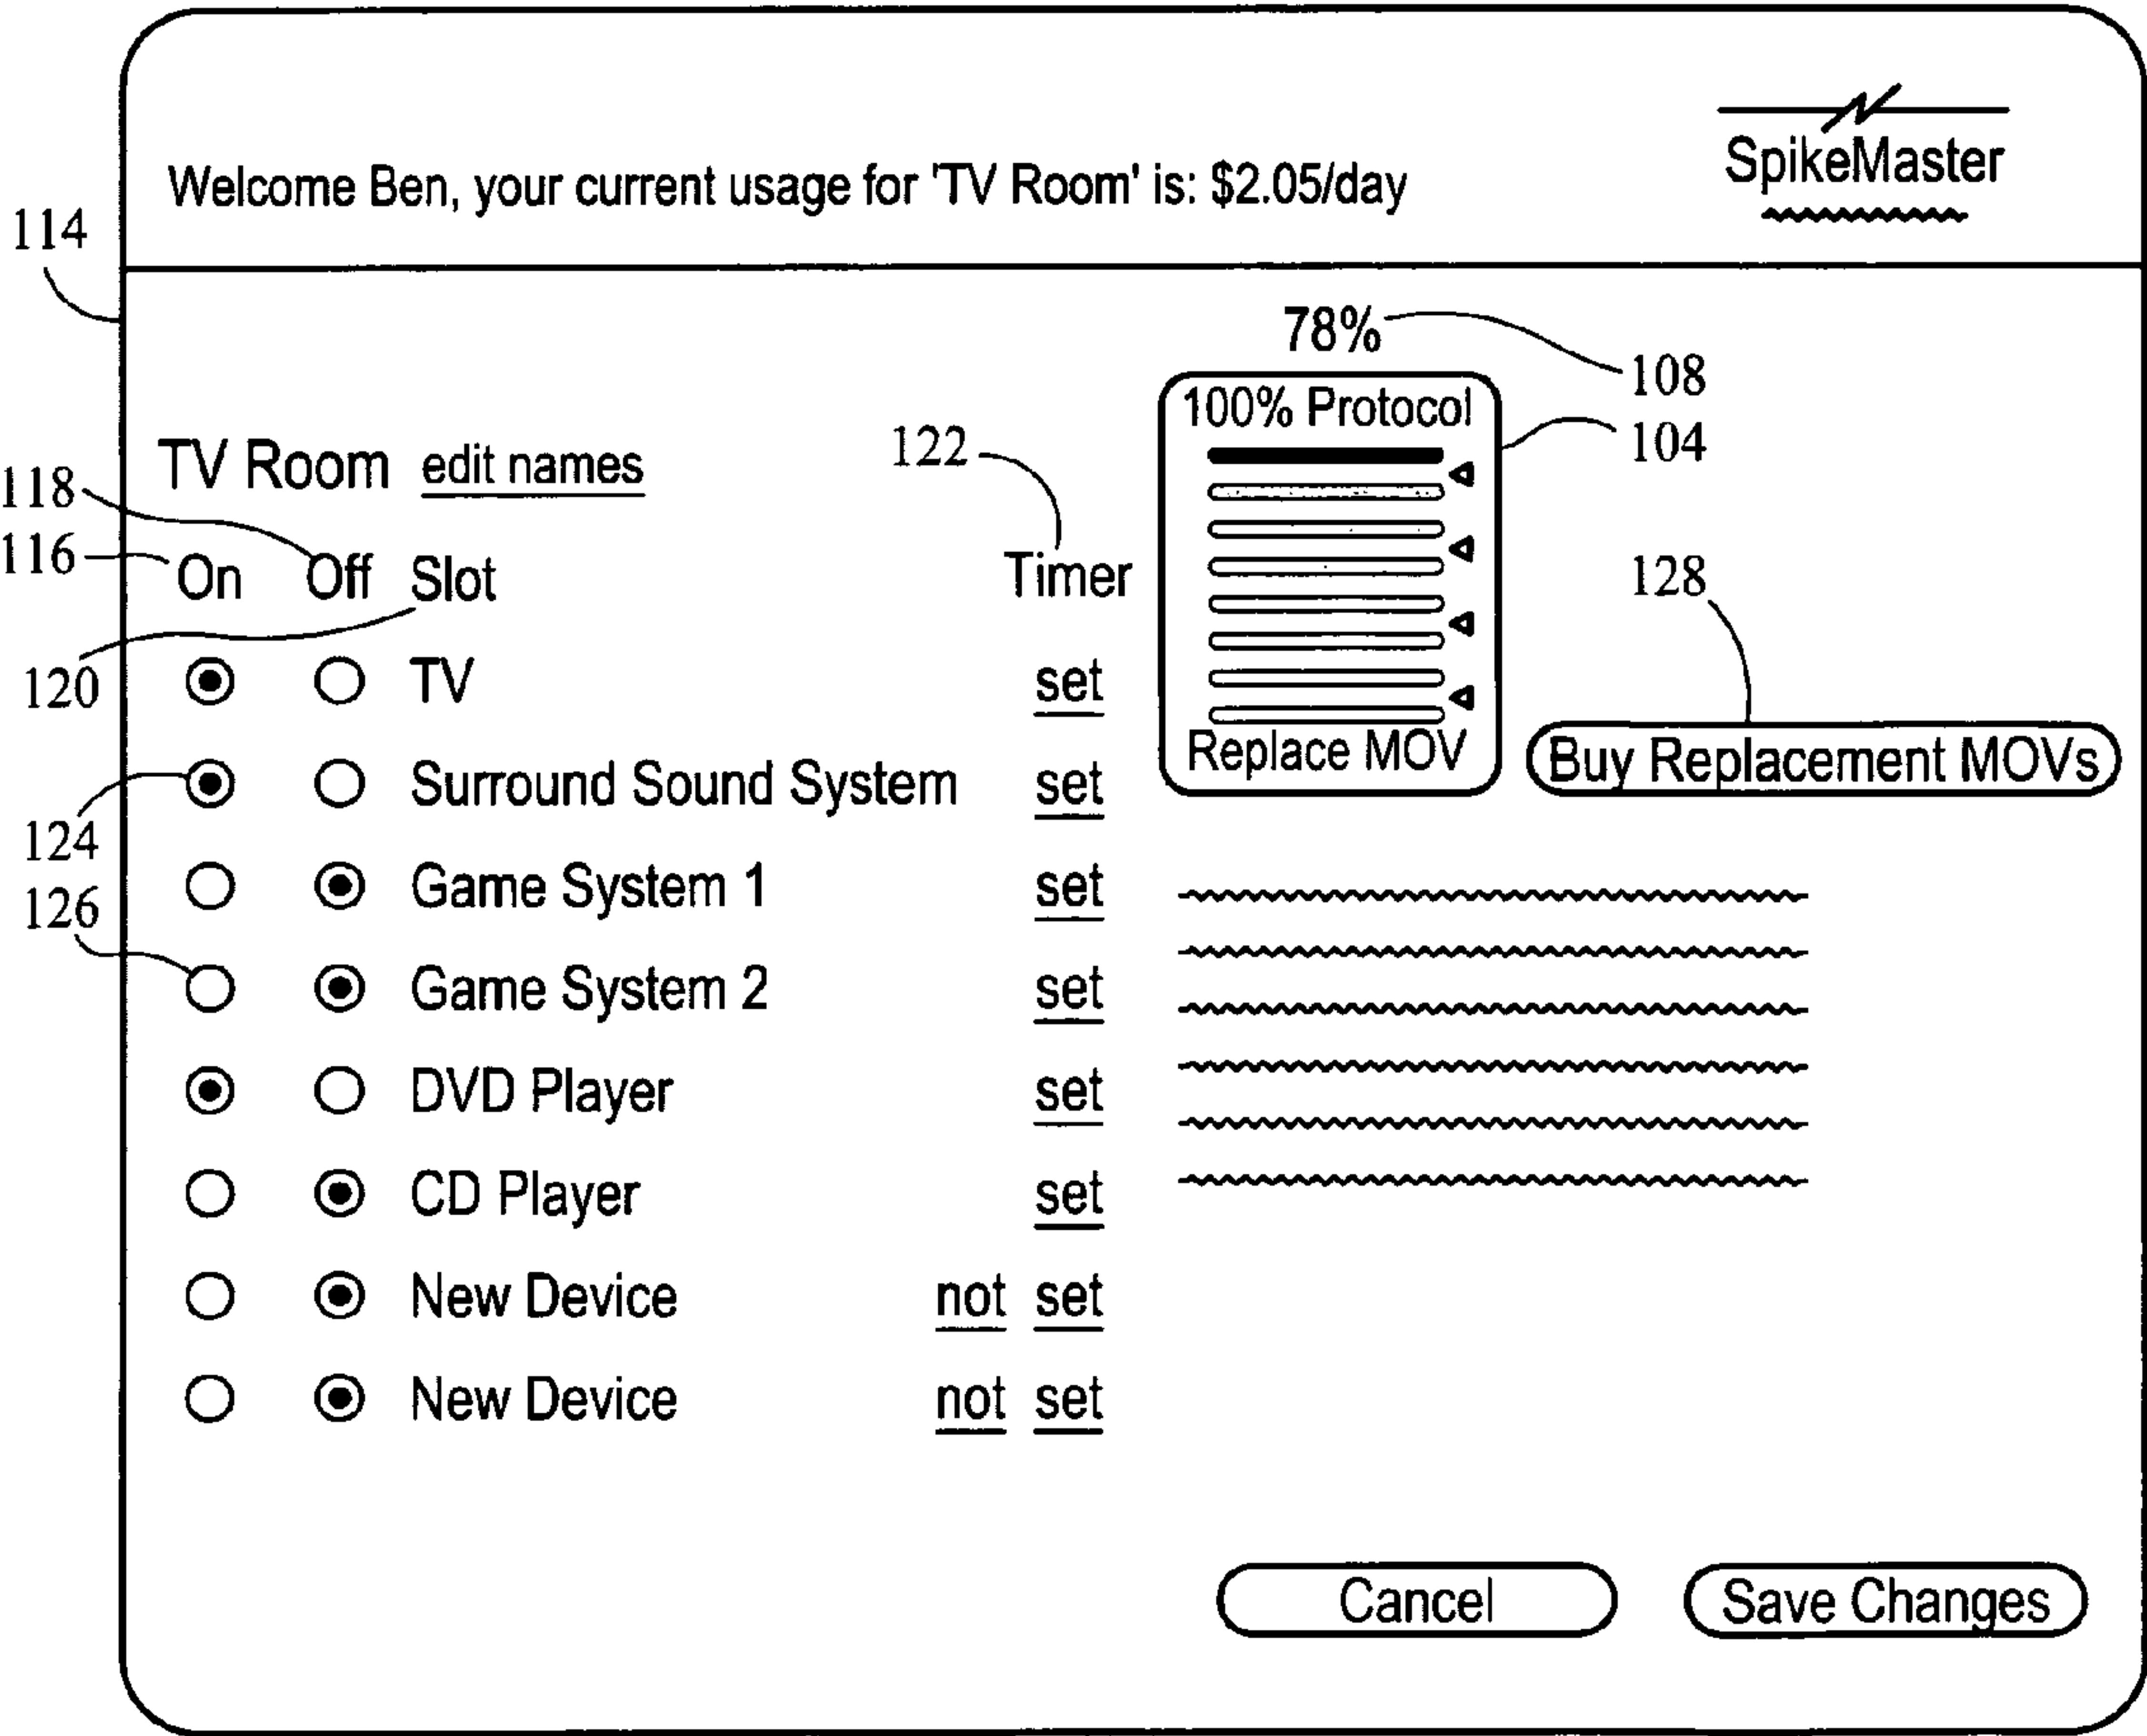 SpikeMaster
Welcome Ben, your current usage for 'TV Room' is: $2.05/day
114
78%
108
100% Protocol
104
122
TV Room edit names
118
116
On Off Slot Timer
128
120
TV set
Replace MOV
Buy Replacement MOVs
Surround Sound System set
124
Game System 1 set
126
Game System 2 set
DVD Player set
CD Player set
New Device not set
New Device not set
Cancel Save Changes